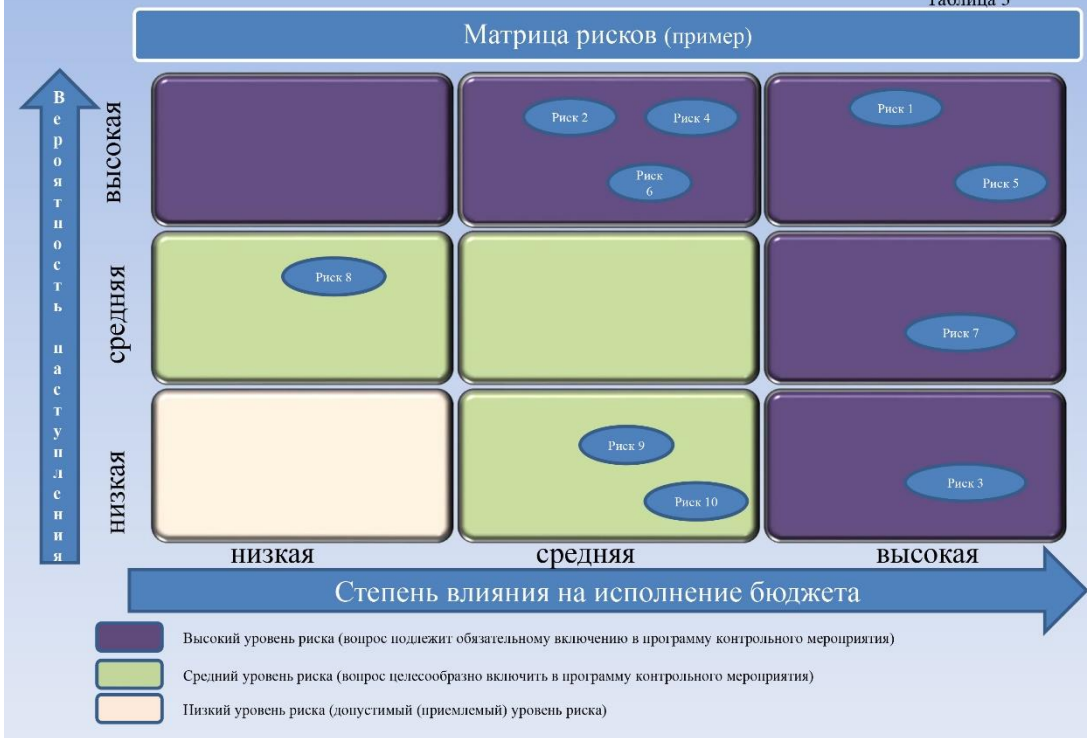 Таблица 3
Матрица рисков (пример)
Вероятность наступления
высокая
Риск 2
Риск 4
Риск 1
Риск
6
Риск 5
средняя
Риск 8
Риск 7
низкая
Риск 9
Риск 10
Риск 3
низкая
средняя
высокая
Степень влияния на исполнение бюджета
Высокий уровень риска (вопрос подлежит обязательному включению в программу контрольного мероприятия)
Средний уровень риска (вопрос целесообразно включить в программу контрольного мероприятия)
Низкий уровень риска (допустимый (приемлемый) уровень риска)